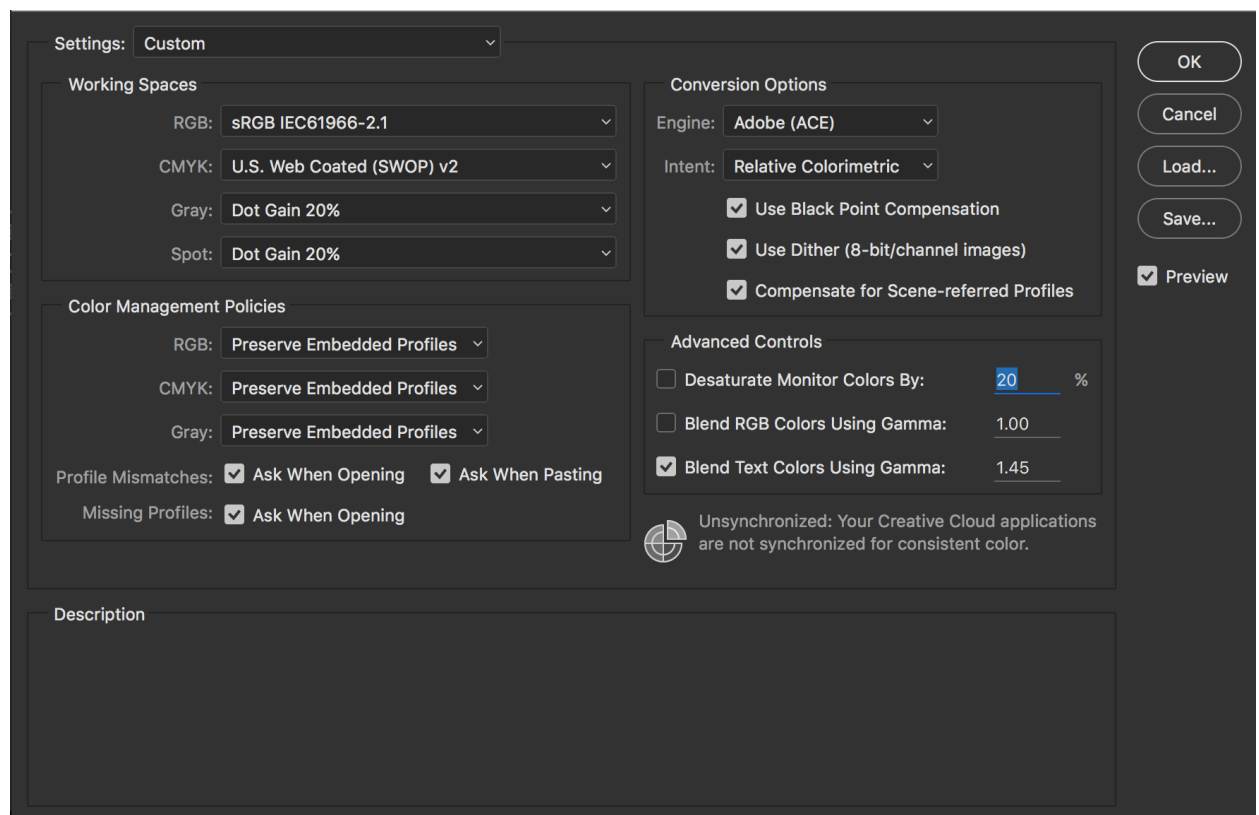 Settings: Custom
Working Spaces
RGB: sRGB IEC61966-2.1
CMYK: U.S. Web Coated (SWOP) v2
Gray: Dot Gain 20%
Spot: Dot Gain 20%
Color Management Policies
RGB: Preserve Embedded Profiles
CMYK: Preserve Embedded Profiles
Gray: Preserve Embedded Profiles
Profile Mismatches: Ask When Opening Ask When Pasting
Missing Profiles: Ask When Opening
Conversion Options
Engine: Adobe (ACE)
Intent: Relative Colorimetric
Use Black Point Compensation
Use Dither (8-bit/channel images)
Compensate for Scene-referred Profiles
Advanced Controls
Desaturate Monitor Colors By: 20 %
Blend RGB Colors Using Gamma: 1.00
Blend Text Colors Using Gamma: 1.45
Unsynchronized: Your Creative Cloud applications
are not synchronized for consistent color.
OK
Cancel
Load...
Save...
Preview
Description